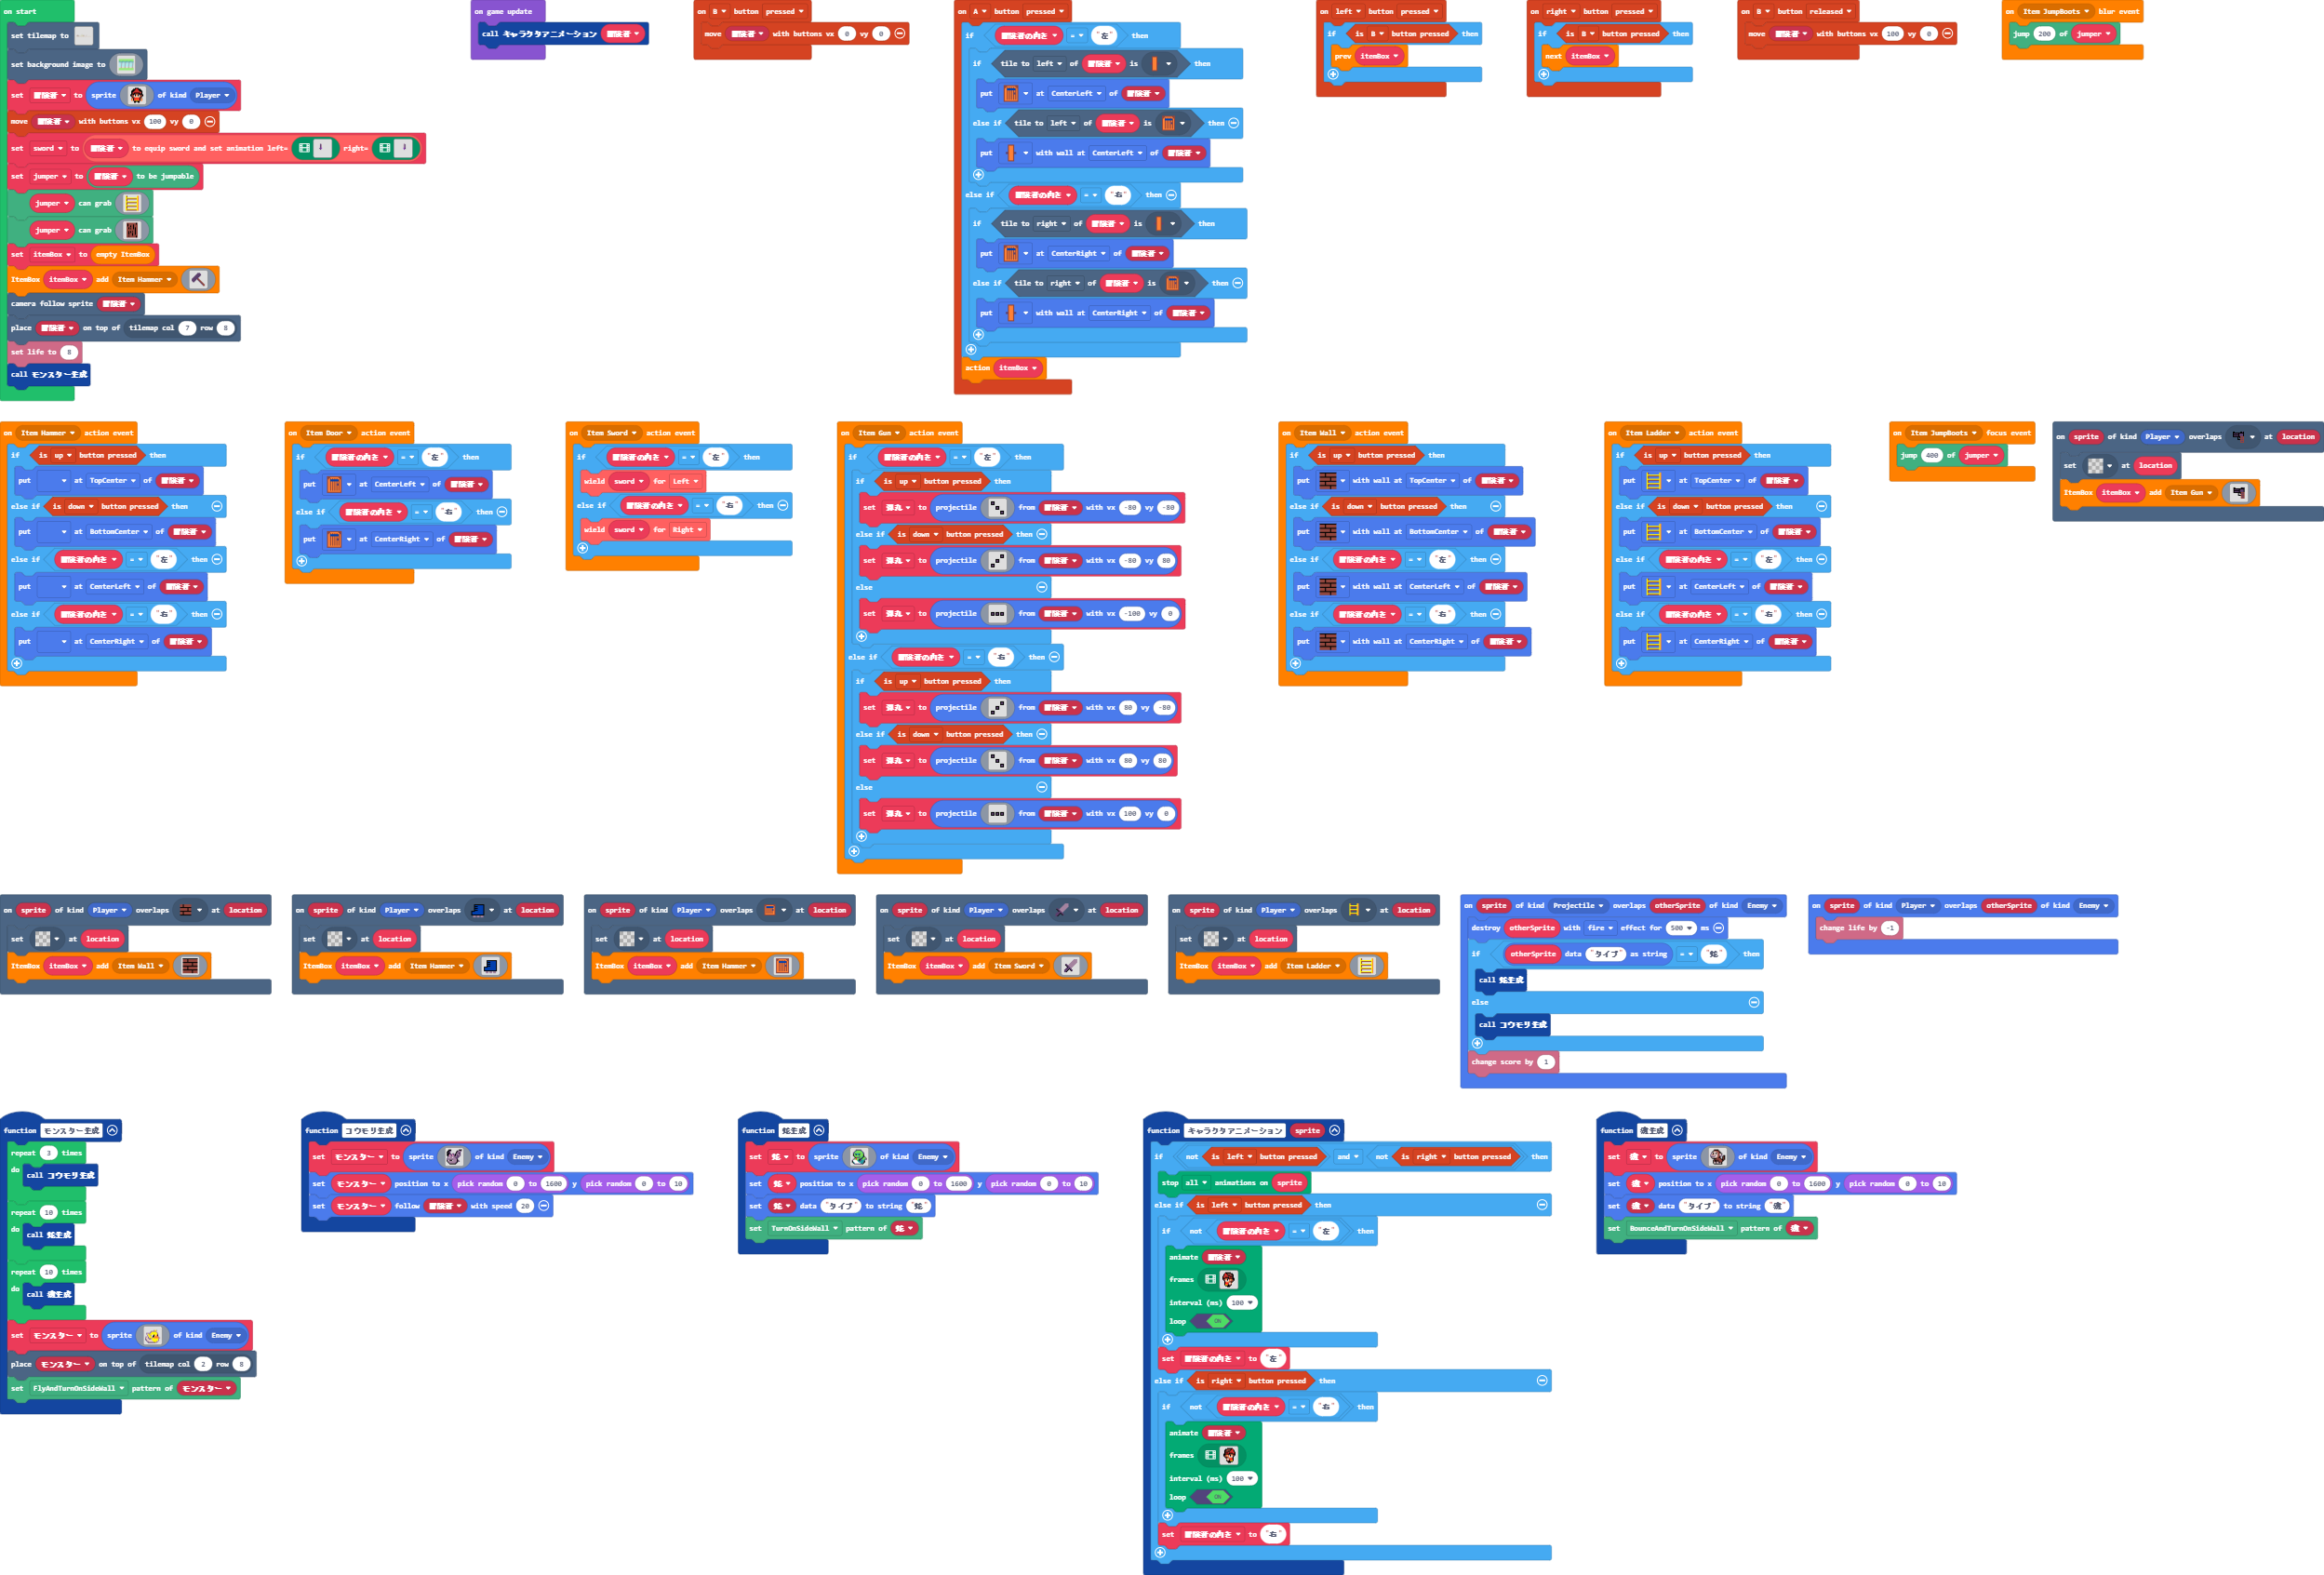 on start
set tilemap to
set background image to
set 冒険者 to sprite of kind Player
move 冒険者 with buttons vx 100 vy 0
set sword to 冒険者 to equip sword and set animation left= right=
set jumper to 冒険者 to be jumpable
jumper can grab
jumper can grab
set itemBox to empty ItemBox
ItemBox itemBox add Item Hammer
camera follow sprite 冒険者
place 冒険者 on top of tilemap col 7 row 8
set life to 8
call モンスター生成
on game update
call キャラクタアニメーション 冒険者
on B button pressed
move 冒険者 with buttons vx 0 vy 0
on A button pressed
if 冒険者の向き = "左" then
if tile to left of 冒険者 is then
put at CenterLeft of 冒険者
else if tile to left of 冒険者 is then
put with wall at CenterLeft of 冒険者
else if 冒険者の向き = "右" then
if tile to right of 冒険者 is then
put at CenterRight of 冒険者
else if tile to right of 冒険者 is then
put with wall at CenterRight of 冒険者
action itemBox
on left button pressed
if is B button pressed then
prev itemBox
on right button pressed
if is B button pressed then
next itemBox
on B button released
move 冒険者 with buttons vx 100 vy 0
on Item JumpBoots blur event
jump 200 of jumper
on Item Hammer action event
if is up button pressed then
put at TopCenter of 冒険者
else if is down button pressed then
put at BottomCenter of 冒険者
else if 冒険者の向き = "左" then
put at CenterLeft of 冒険者
else if 冒険者の向き = "右" then
put at CenterRight of 冒険者
on Item Door action event
if 冒険者の向き = "左" then
put at CenterLeft of 冒険者
else if 冒険者の向き = "右" then
put at CenterRight of 冒険者
on Item Sword action event
if 冒険者の向き = "左" then
wield sword for Left
else if 冒険者の向き = "右" then
wield sword for Right
on Item Gun action event
if 冒険者の向き = "左" then
if is up button pressed then
set 弾丸 to projectile from 冒険者 with vx -80 vy -80
else if is down button pressed then
set 弾丸 to projectile from 冒険者 with vx -80 vy 80
else
set 弾丸 to projectile from 冒険者 with vx -100 vy 0
else if 冒険者の向き = "右" then
if is up button pressed then
set 弾丸 to projectile from 冒険者 with vx 80 vy -80
else if is down button pressed then
set 弾丸 to projectile from 冒険者 with vx 80 vy 80
else
set 弾丸 to projectile from 冒険者 with vx 100 vy 0
on Item Wall action event
if is up button pressed then
put with wall at TopCenter of 冒険者
else if is down button pressed then
put with wall at BottomCenter of 冒険者
else if 冒険者の向き = "左" then
put with wall at CenterLeft of 冒険者
else if 冒険者の向き = "右" then
put with wall at CenterRight of 冒険者
on Item Ladder action event
if is up button pressed then
put at TopCenter of 冒険者
else if is down button pressed then
put at BottomCenter of 冒険者
else if 冒険者の向き = "左" then
put at CenterLeft of 冒険者
else if 冒険者の向き = "右" then
put at CenterRight of 冒険者
on Item JumpBoots focus event
jump 400 of jumper
on sprite of kind Player overlaps at location
set at location
ItemBox itemBox add Item Gun
on sprite of kind Player overlaps at location
set at location
ItemBox itemBox add Item Wall
on sprite of kind Player overlaps at location
set at location
ItemBox itemBox add Item Hammer
on sprite of kind Player overlaps at location
set at location
ItemBox itemBox add Item Hammer
on sprite of kind Player overlaps at location
set at location
ItemBox itemBox add Item Sword
on sprite of kind Player overlaps at location
set at location
ItemBox itemBox add Item Ladder
on sprite of kind Projectile overlaps otherSprite of kind Enemy
destroy otherSprite with fire effect for 500 ms
if otherSprite data "タイプ" as string = "蛇" then
call 蛇生成
else
call コウモリ生成
change score by 1
on sprite of kind Player overlaps otherSprite of kind Enemy
change life by -1
function モンスター生成
repeat 3 times
do call コウモリ生成
repeat 10 times
do call 蛇生成
repeat 10 times
do call 猿生成
set モンスター to sprite of kind Enemy
place モンスター on top of tilemap col 2 row 8
set FlyAndTurnOnSideWall pattern of モンスター
function コウモリ生成
set モンスター to sprite of kind Enemy
set モンスター position to x pick random 0 to 1600 y pick random 0 to 10
set モンスター follow 冒険者 with speed 20
function 蛇生成
set 蛇 to sprite of kind Enemy
set 蛇 position to x pick random 0 to 1600 y pick random 0 to 10
set 蛇 data "タイプ" to string "蛇"
set TurnOnSideWall pattern of 蛇
function キャラクタアニメーション sprite
if not is left button pressed and not is right button pressed then
stop all animations on sprite
else if is left button pressed then
if not 冒険者の向き = "左" then
animate 冒険者
frames
interval (ms) 100
loop ON
set 冒険者の向き to "左"
else if is right button pressed then
if not 冒険者の向き = "右" then
animate 冒険者
frames
interval (ms) 100
loop ON
set 冒険者の向き to "右"
function 猿生成
set 猿 to sprite of kind Enemy
set 猿 position to x pick random 0 to 1600 y pick random 0 to 10
set 猿 data "タイプ" to string "猿"
set BounceAndTurnOnSideWall pattern of 猿